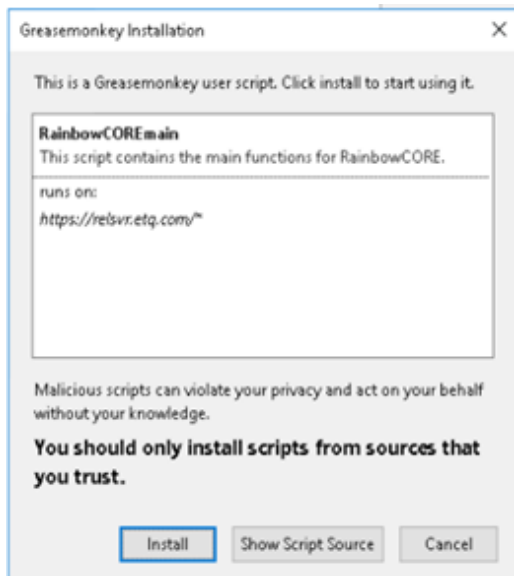 Greasemonkey Installation
This is a Greasemonkey user script. Click install to start using it.
RainbowCOREmain
This script contains the main functions for RainbowCORE.
runs on:
https://relsvr.etq.com/*
Malicious scripts can violate your privacy and act on your behalf
without your knowledge.
You should only install scripts from sources that
you trust.
Install
Show Script Source
Cancel